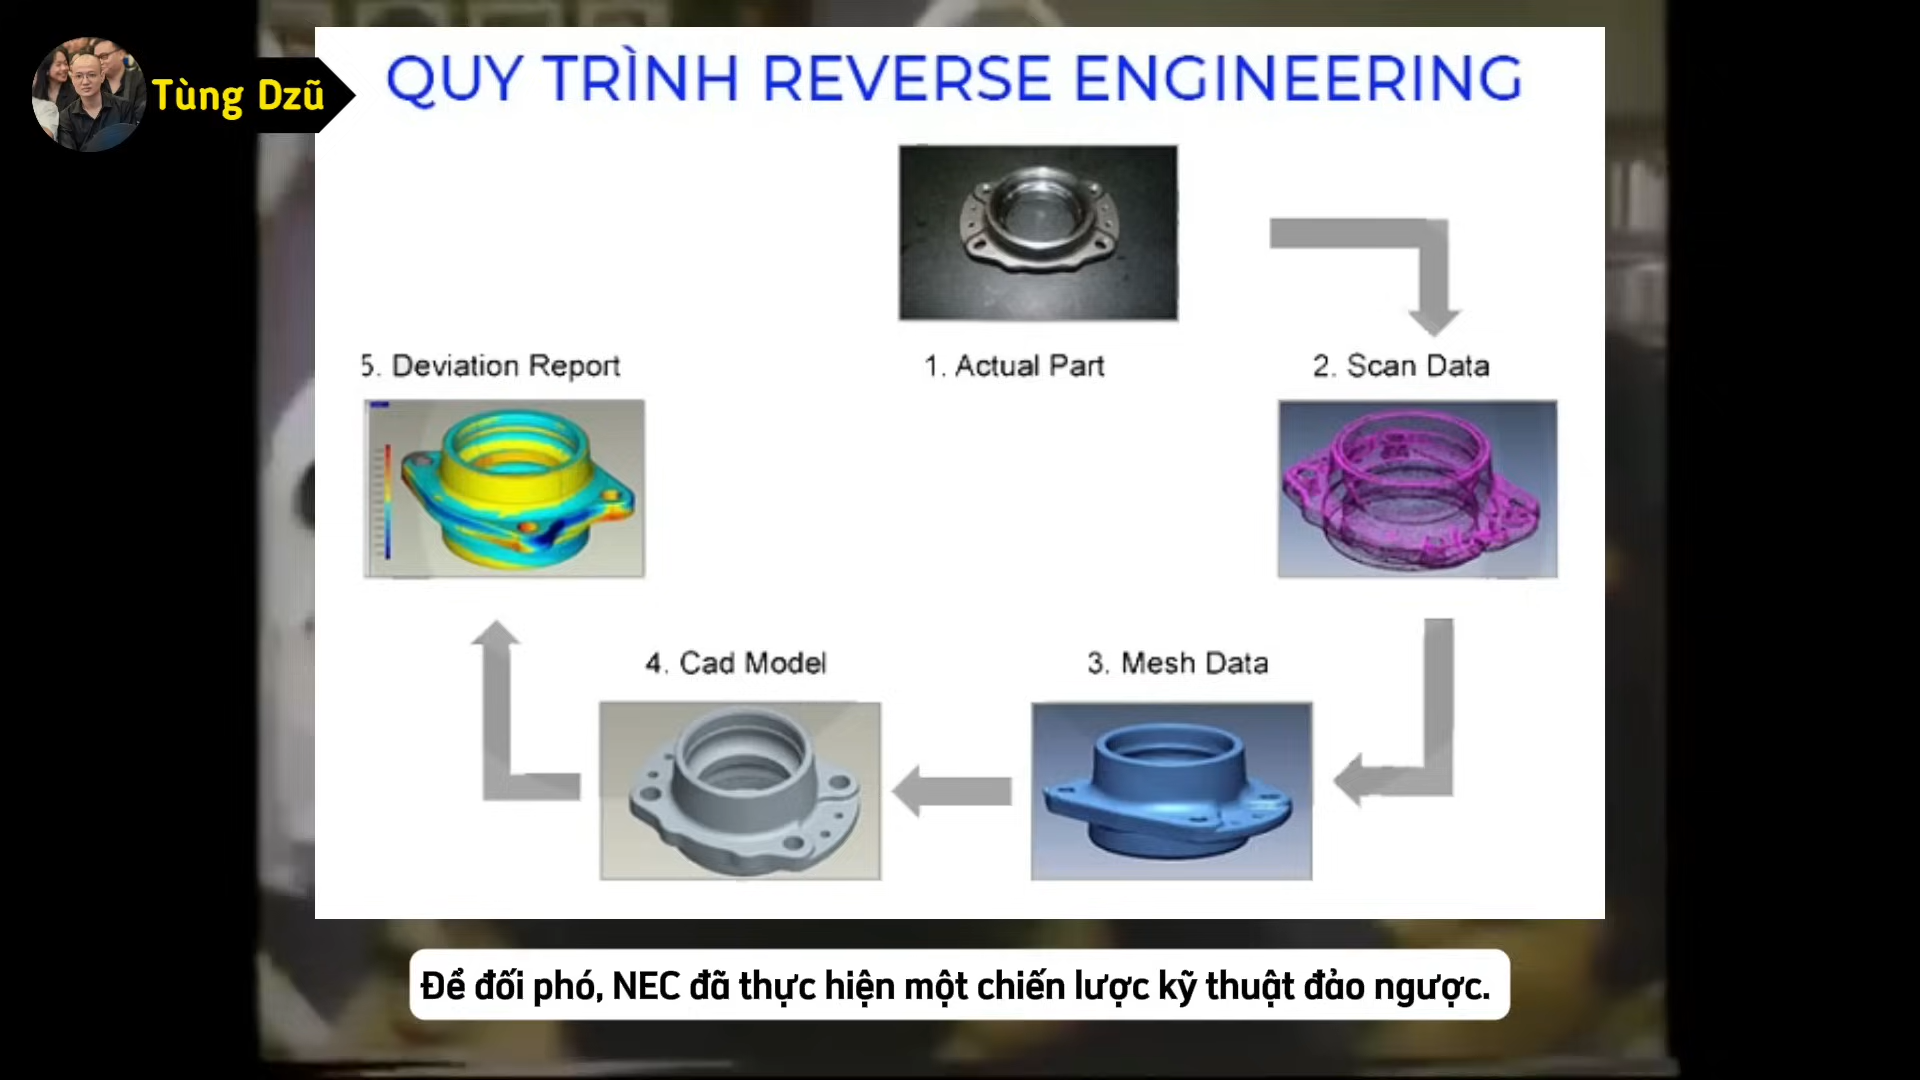 Tùng Dzũ
QUY TRÌNH REVERSE ENGINEERING
1. Actual Part
2. Scan Data
3. Mesh Data
4. Cad Model
5. Deviation Report
Để đối phó, NEC đã thực hiện một chiến lược kỹ thuật đảo ngược.